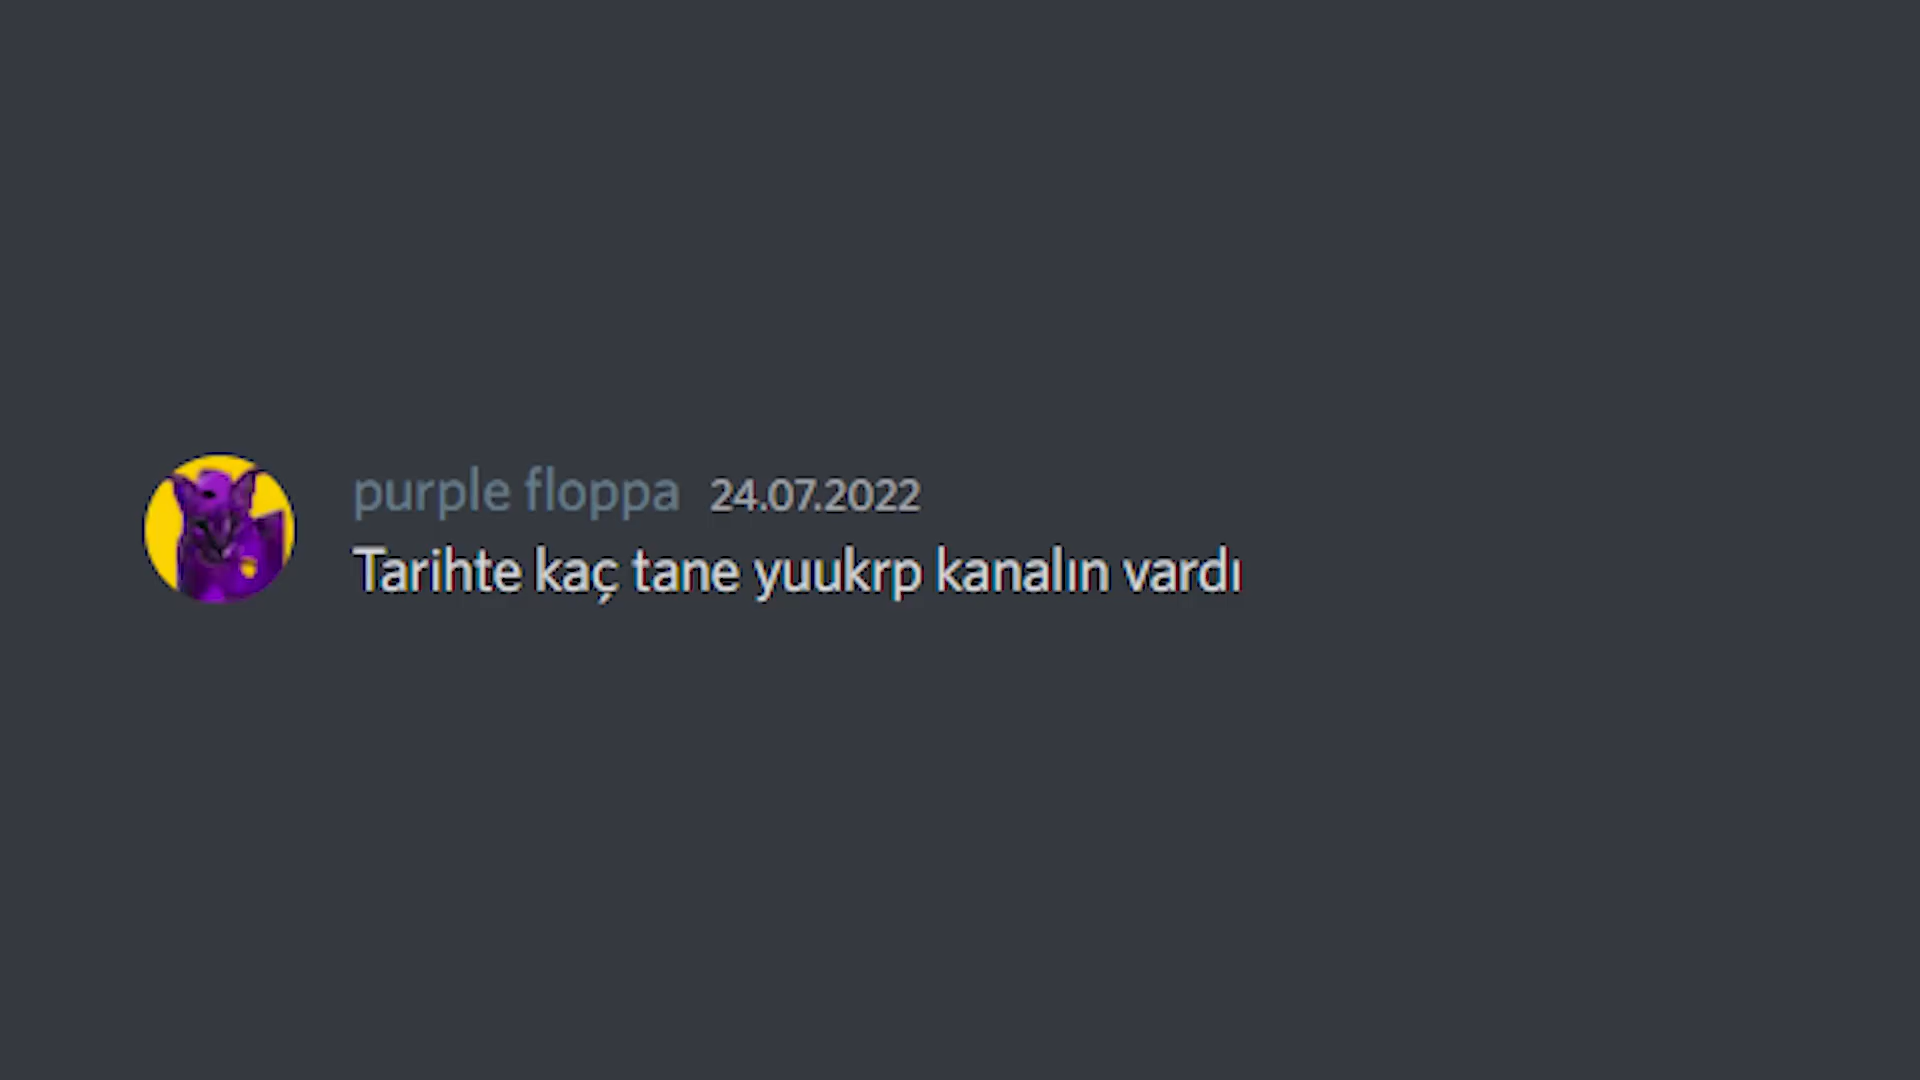 purple floppa 24.07.2022
Tarihte kaç tane yuukrp kanalın vardı